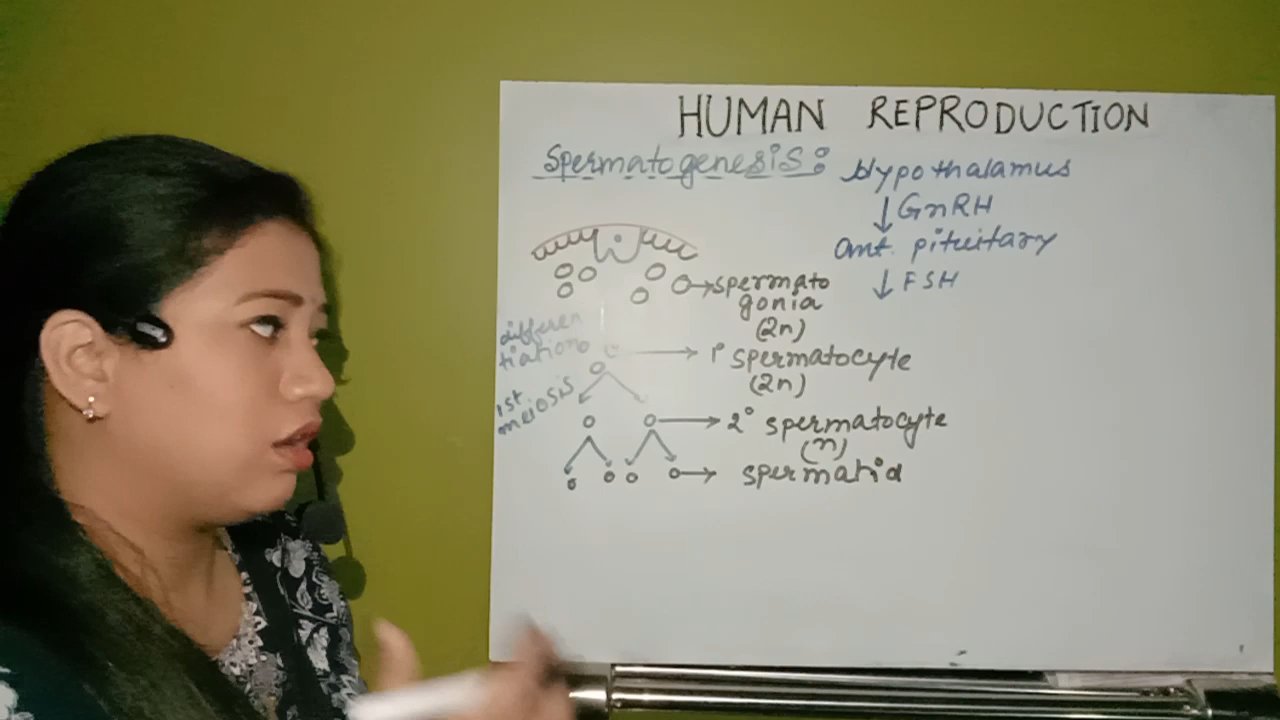 HUMAN REPRODUCTION
Spermatogenesis:
Hypothalamus
↓ GnRH
Ant. pituitary
↓ FSH
spermato
gonia
(2n)
differen
tiation
1° spermatocyte
(2n)
1st
meiosis
2° spermatocyte
(n)
spermatid